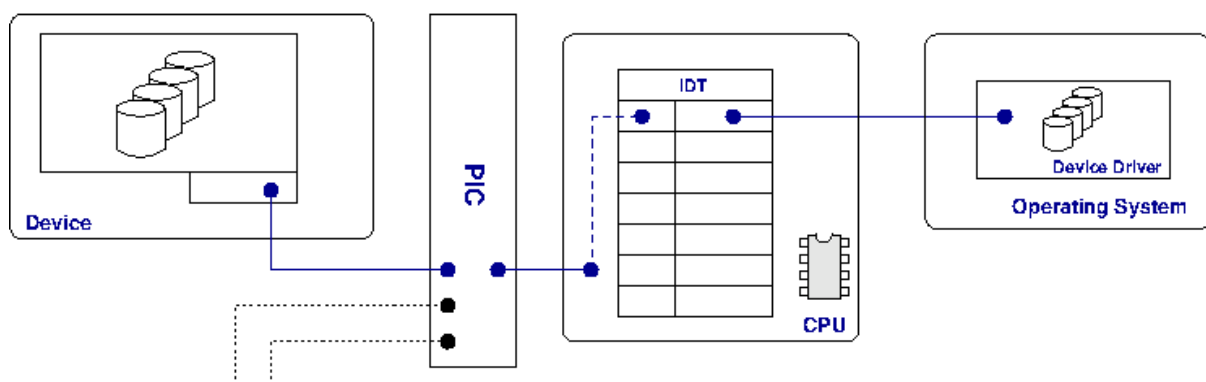 Device
PIC
IDT
CPU
Device Driver
Operating System